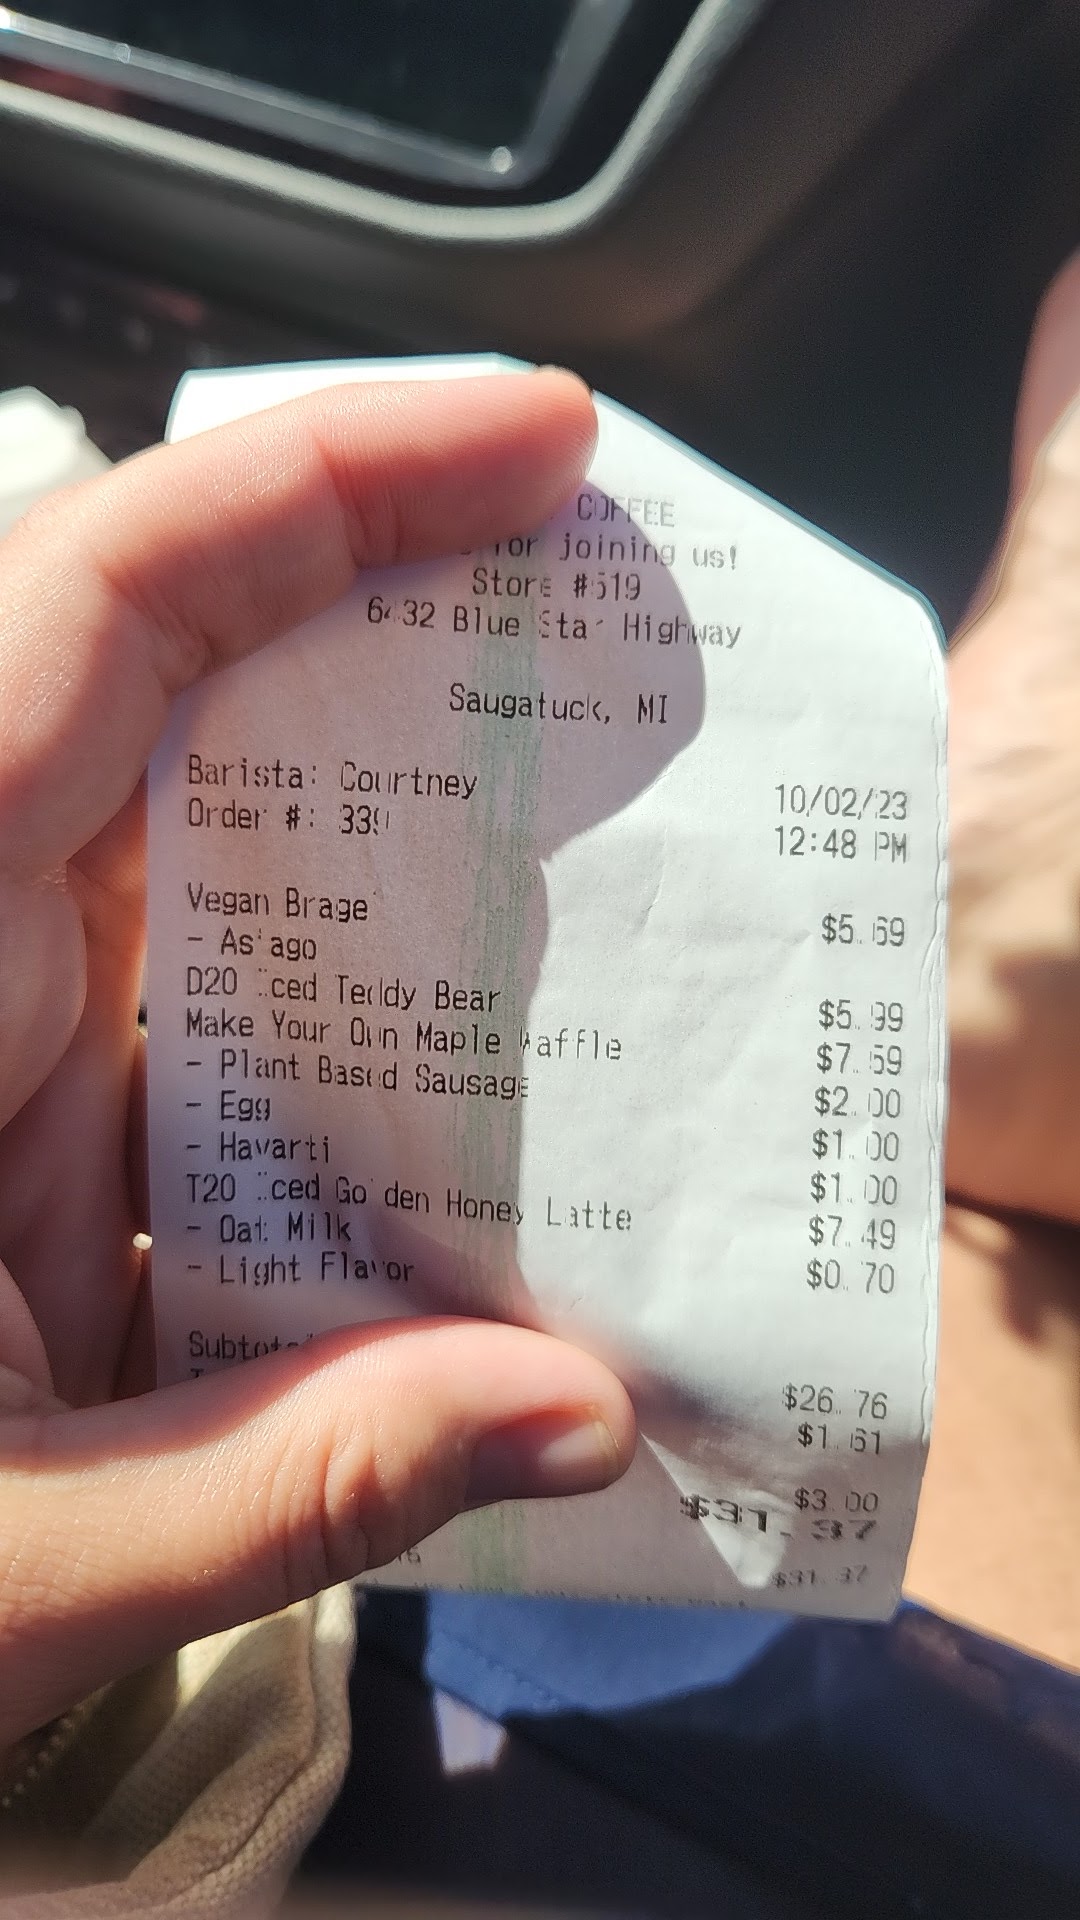 COFFEE
for joining us!
Store #519
6432 Blue Star Highway
Saugatuck, MI
Barista: Courtney
10/02/23
Order #:
12:48 PM
Vegan Brage
$5.69
- Asiago
D20 Iced Teddy Bear
$5.99
Make Your Own Maple Waffle
$7.59
- Plant Based Sausage
$2.00
- Egg
$1.00
- Havarti
$1.00
T20 Iced Golden Honey Latte
$7.49
- Oat Milk
$0.70
- Light Flavor
Subtotal
$26.76
$1.61
$3.00
$31.37
$31.37